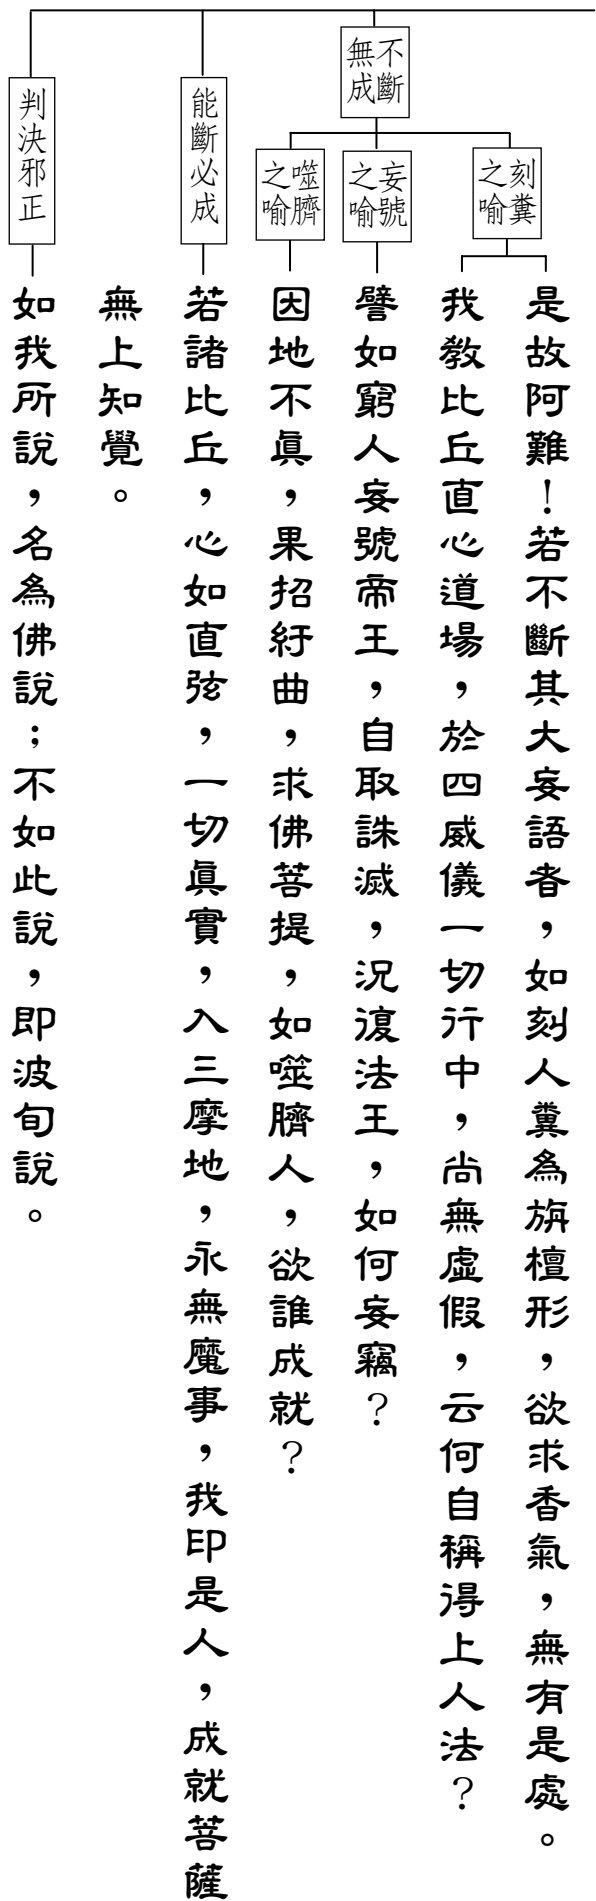 不斷
無成
刻糞
之喻
是故阿難！若不斷其大妄語者，如刻人糞為旃檀形，欲求香氣，無有是處。
我教比丘直心道場，於四威儀一切行中，尚無虛假，云何自稱得上人法？
妄號
之喻
譬如窮人妄號帝王，自取誅滅，況復法王，如何妄竊？
噬臍
之喻
因地不真，果招紆曲，求佛菩提，如噬臍人，欲誰成就？
能斷必成
若諸比丘，心如直弦，一切真實，入三摩地，永無魔事，我印是人，成就菩薩
無上知覺。
判決邪正
如我所說，名為佛說；不如此說，即波旬說。